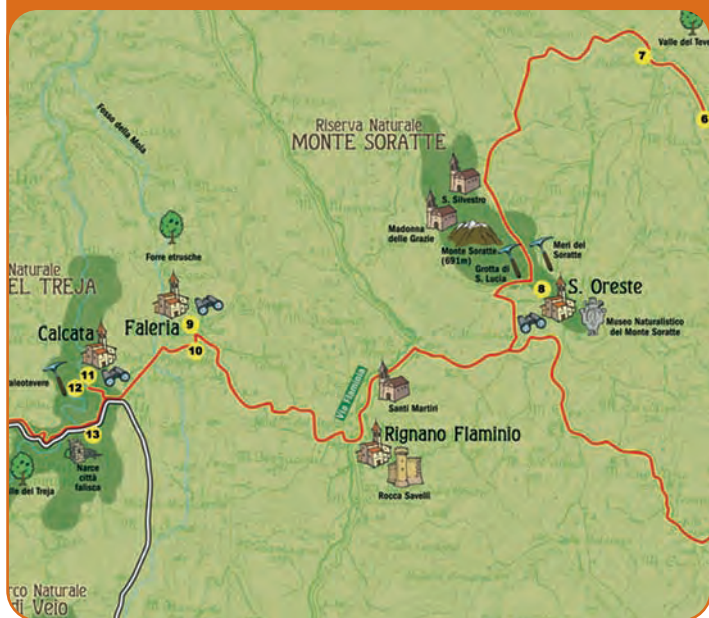 Valle del Teve
7
6
Fosso della Mola
Riserva Naturale
MONTE SORATTE
S. Silvestro
Madonna
delle Grazie
Monte Soratte
(691m)
Grotta di
S. Lucia
Meri del
Soratte
Forre etrusche
Naturale
EL TREJA
8
S. Oreste
Museo Naturalistico
del Monte Soratte
Calcata
Faleria
9
10
11
12
aleotevere
13
Narce
città
falisca
lle del Treja
Via Flaminia
Santi Martiri
Rignano Flaminio
Rocca Savelli
rco Naturale
di Veio